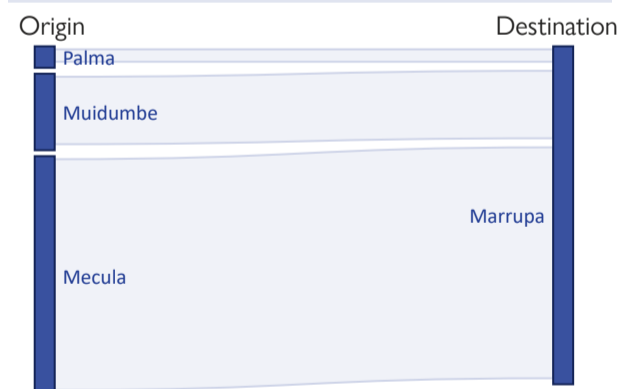 Origin
Destination
Palma
Muidumbe
Marrupa
Mecula